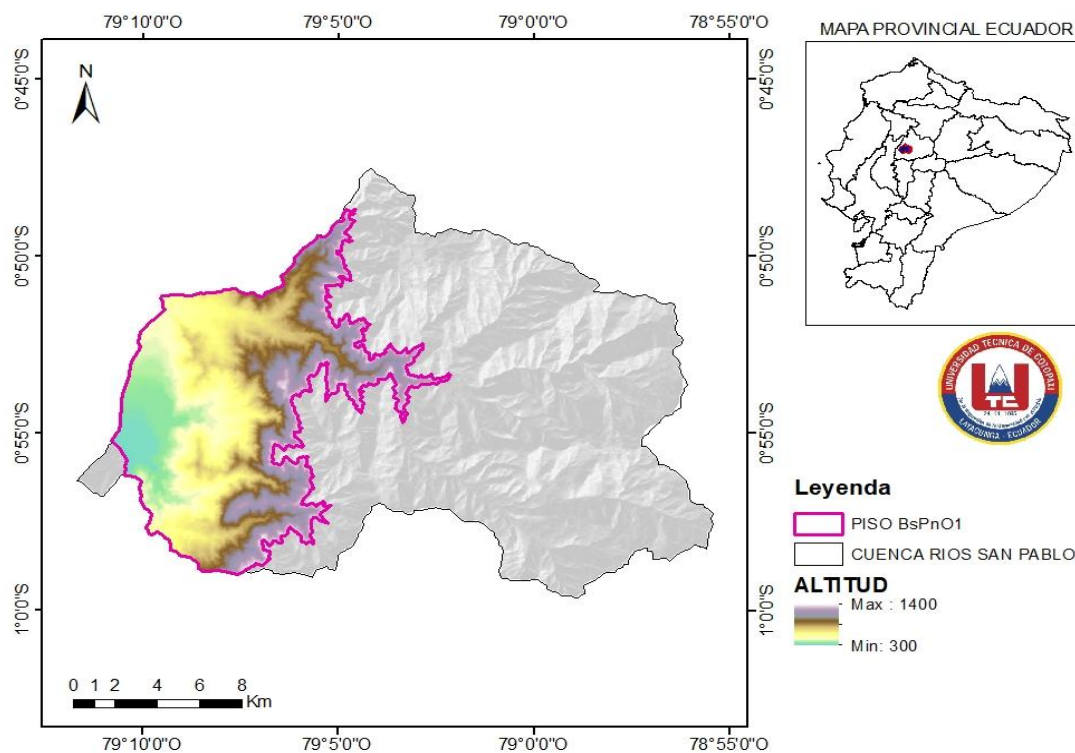 79°10'0"O 79°5'0"O 79°0'0"O 78°55'0"O
MAPA PROVINCIAL ECUADOR
0°45'0"S 0°45'0"S
N
0°50'0"S 0°50'0"S
0°55'0"S 0°55'0"S
1°0'0"S 1°0'0"S
UNIVERSIDAD TECNICA DE COTOPAXI
UTC
LATACUNGA - ECUADOR
Leyenda
PISO BsPnO1
CUENCA RIOS SAN PABLO
ALTITUD
Max : 1400
Min: 300
0 1 2 4 6 8
Km
79°10'0"O 79°5'0"O 79°0'0"O 78°55'0"O